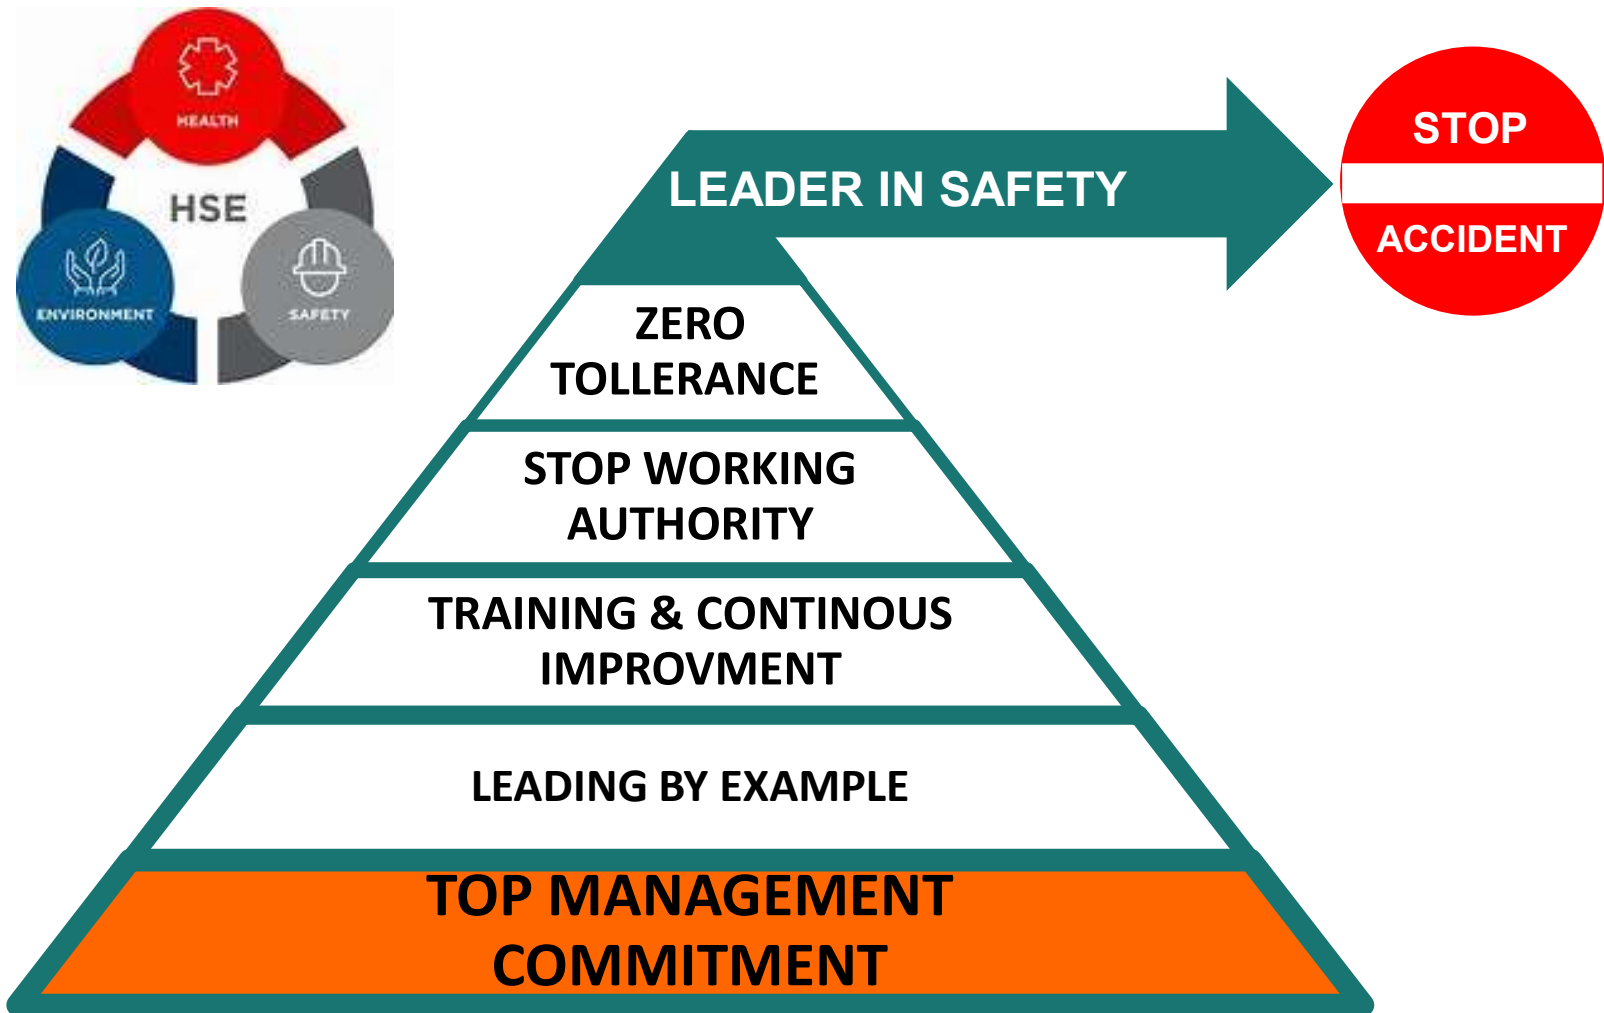 HEALTH
HSE
ENVIRONMENT
SAFETY
LEADER IN SAFETY
STOP
ACCIDENT
ZERO
TOLLERANCE
STOP WORKING
AUTHORITY
TRAINING & CONTINOUS
IMPROVMENT
LEADING BY EXAMPLE
TOP MANAGEMENT
COMMITMENT